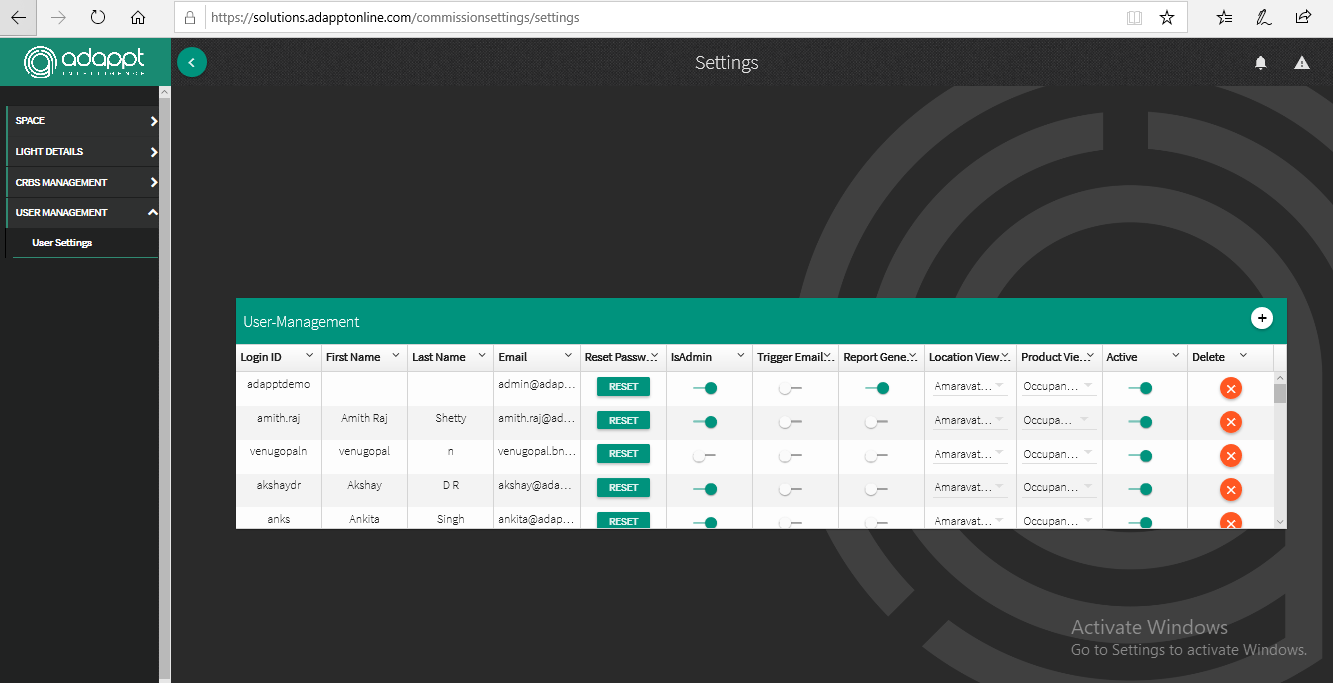 https://solutions.adapptonline.com/commissionsettings/settings
adappt
INTELLIGENCE
Settings
SPACE
LIGHT DETAILS
CRBS MANAGEMENT
USER MANAGEMENT
User Settings
User-Management
Login ID First Name Last Name Email Reset Passw... IsAdmin Trigger Email... Report Gene... Location View... Product Vie... Active Delete
adapptdemo admin@adap... RESET Amaravat... Occupan...
amith.raj Amith Raj Shetty amith.raj@ad... RESET Amaravat... Occupa...
venugopaln venugopal n venugopal.bn... RESET Amaravat... Occupan...
akshaydr Akshay D R akshay@ada... RESET Amaravat... Occupan...
anks Ankita Singh ankita@adap... RESET Amaravat... Occupan...
Activate Windows
Go to Settings to activate Windows.